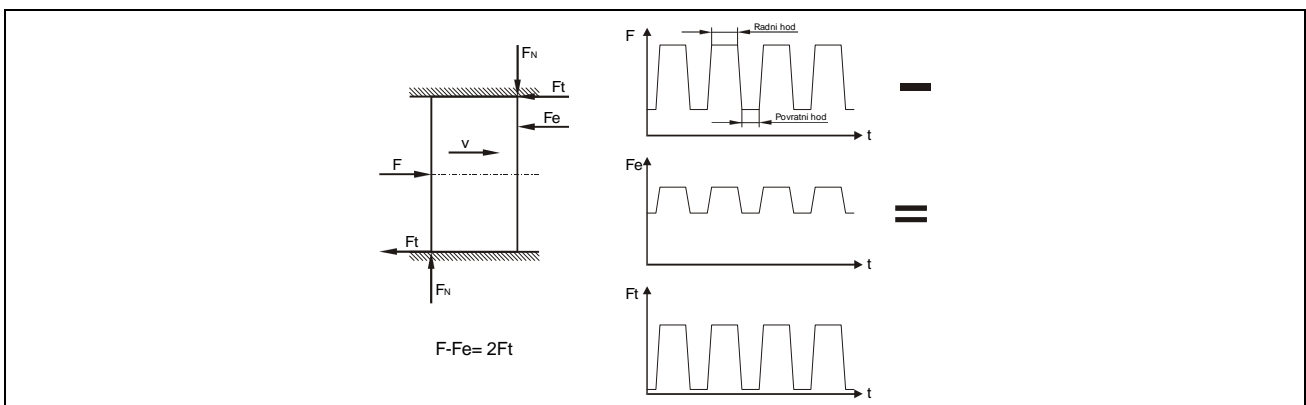 FN
Ft
Fe
v
F
Ft
FN
F-Fe= 2Ft
F
Radni hod
Povratni hod
t
Fe
t
Ft
t